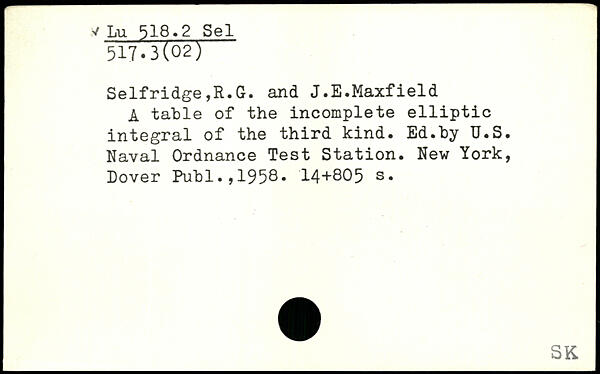 √ Lu 518.2 Sel
517.3(02)
Selfridge,R.G. and J.E.Maxfield
A table of the incomplete elliptic
integral of the third kind. Ed.by U.S.
Naval Ordnance Test Station. New York,
Dover Publ.,1958. 14+805 s.
SK